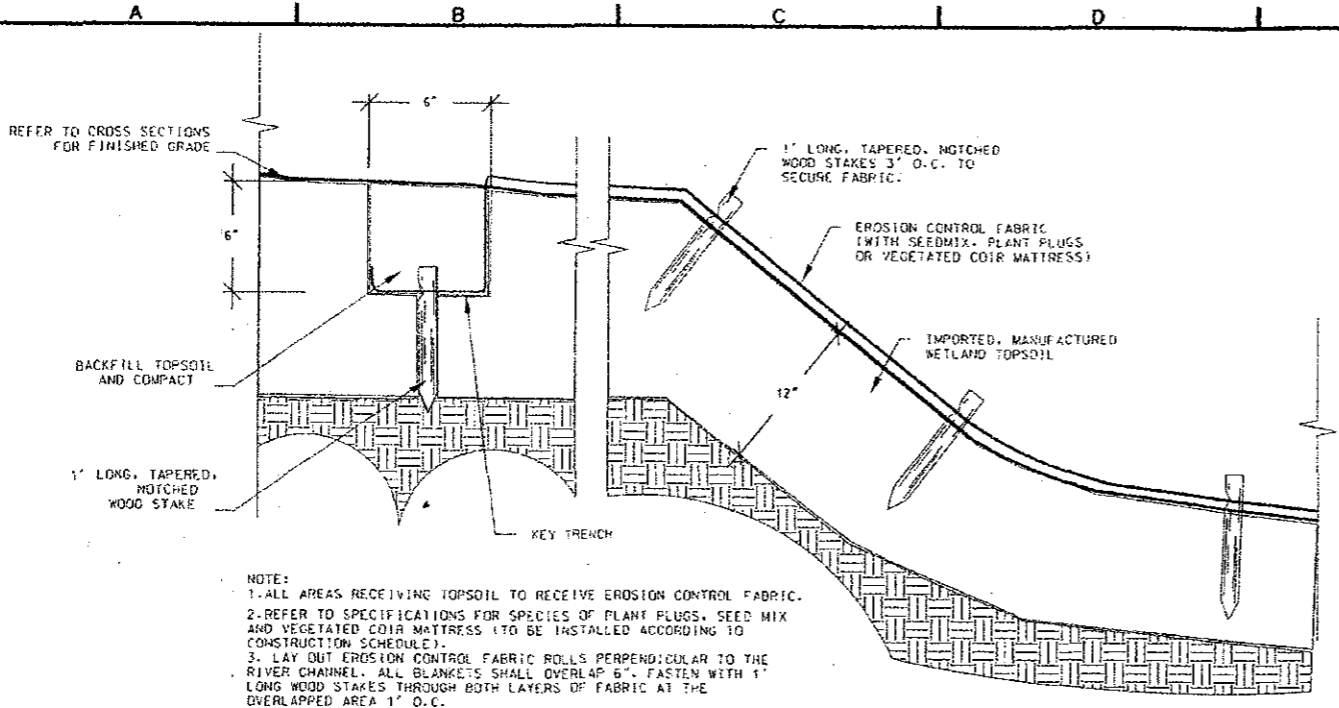 A B C D
6"
REFER TO CROSS SECTIONS
FOR FINISHED GRADE
6"
BACKFILL TOPSOIL
AND COMPACT
1' LONG, TAPERED,
NOTCHED
WOOD STAKE
KEY TRENCH
1' LONG, TAPERED, NOTCHED
WOOD STAKES 3' O.C. TO
SECURE FABRIC.
EROSION CONTROL FABRIC
(WITH SEEDMIX, PLANT PLUGS
OR VEGETATED COIR MATTRESS)
IMPORTED, MANUFACTURED
WETLAND TOPSOIL
12"
NOTE:
1.ALL AREAS RECEIVING TOPSOIL TO RECEIVE EROSION CONTROL FABRIC.
2.REFER TO SPECIFICATIONS FOR SPECIES OF PLANT PLUGS, SEED MIX
AND VEGETATED COIR MATTRESS (TO BE INSTALLED ACCORDING TO
CONSTRUCTION SCHEDULE).
3. LAY OUT EROSION CONTROL FABRIC ROLLS PERPENDICULAR TO THE
RIVER CHANNEL. ALL BLANKETS SHALL OVERLAP 6". FASTEN WITH 1'
LONG WOOD STAKES THROUGH BOTH LAYERS OF FABRIC AT THE
OVERLAPPED AREA 1' O.C.